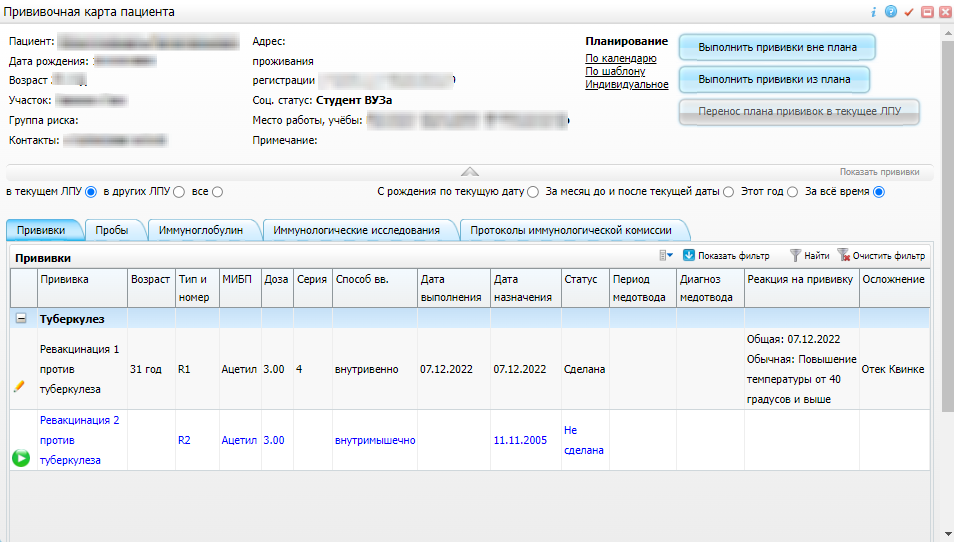 Прививочная карта пациента
Пациент:
Дата рождения:
Возраст
Участок:
Группа риска:
Контакты:
Адрес:
проживания
регистрации
Соц. статус: Студент ВУЗа
Место работы, учёбы:
Примечание:
Планирование
По календарю
По шаблону
Индивидуальное
Выполнить прививки вне плана
Выполнить прививки из плана
Перенос плана прививок в текущее ЛПУ
Показать прививки
в текущем ЛПУ в других ЛПУ все
С рождения по текущую дату За месяц до и после текущей даты Этот год За всё время
Прививки Пробы Иммуноглобулин Иммунологические исследования Протоколы иммунологической комиссии
Прививки Показать фильтр Найти Очистить фильтр
Прививка
Возраст
Тип и
номер
МИБП
Доза
Серия
Способ вв.
Дата
выполнения
Дата
назначения
Статус
Период
медотвода
Диагноз
медотвода
Реакция на прививку
Осложнение
Туберкулез
Ревакцинация 1
против
туберкулеза
31 год
R1
Ацетил
3.00
4
внутривенно
07.12.2022
07.12.2022
Сделана
Общая: 07.12.2022
Обычная: Повышение
температуры от 40
градусов и выше
Отек Квинке
Ревакцинация 2
против
туберкулеза
R2
Ацетил
3.00
внутримышечно
11.11.2005
Не
сделана